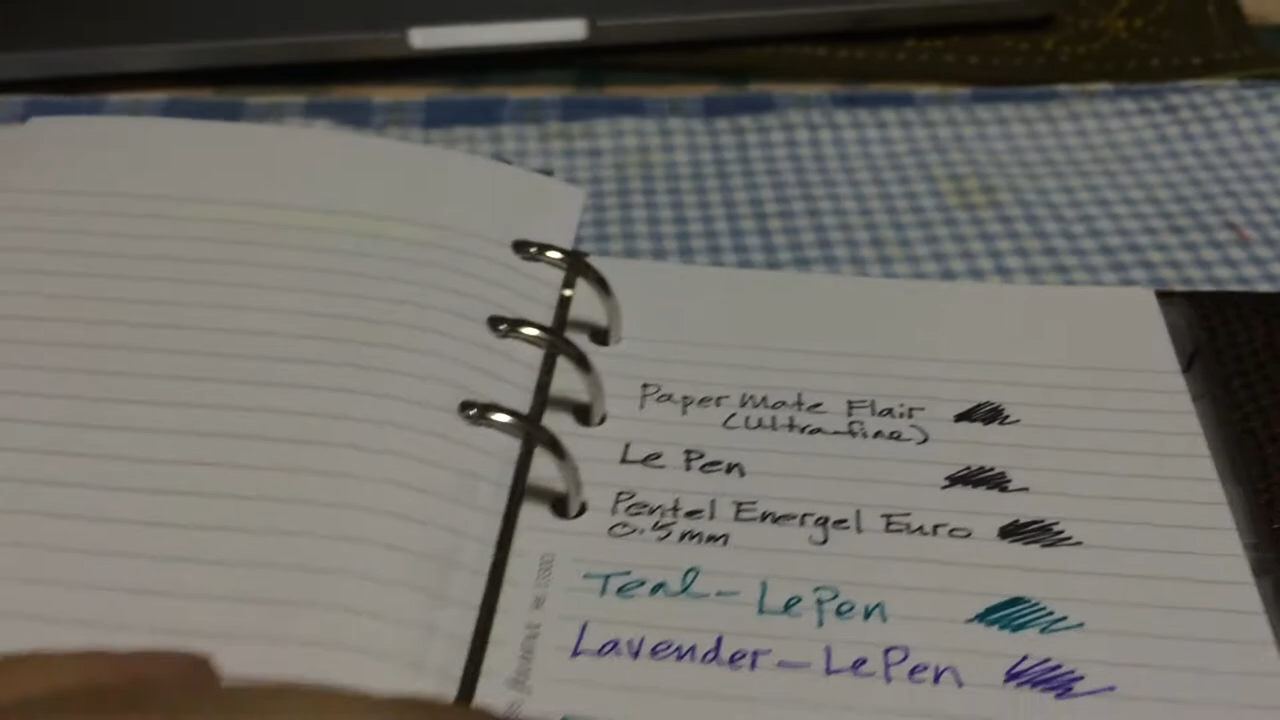 Paper Mate Flair
(Ultra-fine)
Le Pen
Pentel Energel Euro
0.5mm
Teal-LePen
Lavender-LePen